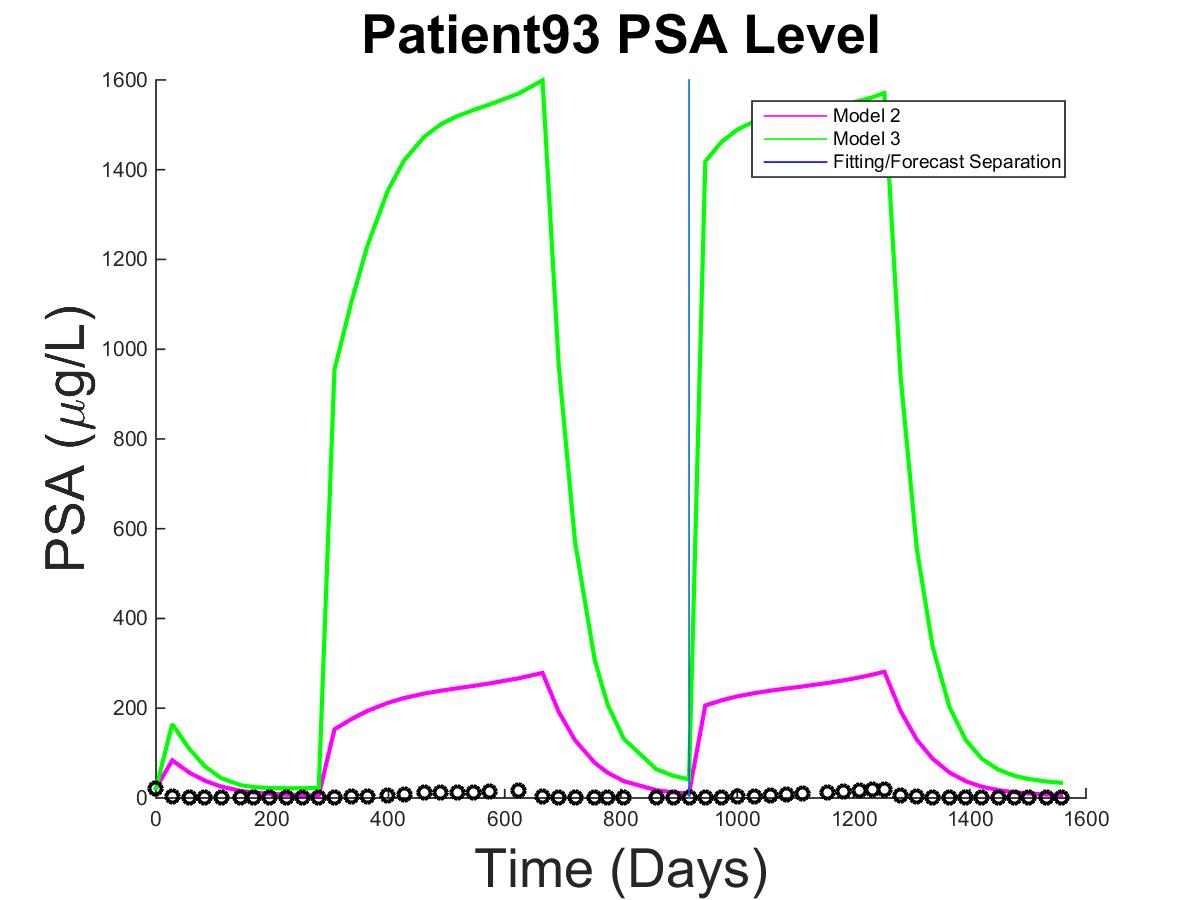 Patient93 PSA Level
PSA (μg/L)
1600
1400
1200
1000
800
600
400
200
0
Model 2
Model 3
Fitting/Forecast Separation
0 200 400 600 800 1000 1200 1400 1600
Time (Days)